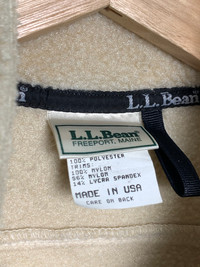 L.L.Bean
L.L.Bean®
FREEPORT, MAINE
100% POLYESTER
TRIMS:
100% NYLON
86% NYLON
14% LYCRA SPANDEX
MADE IN USA
CARE ON BACK